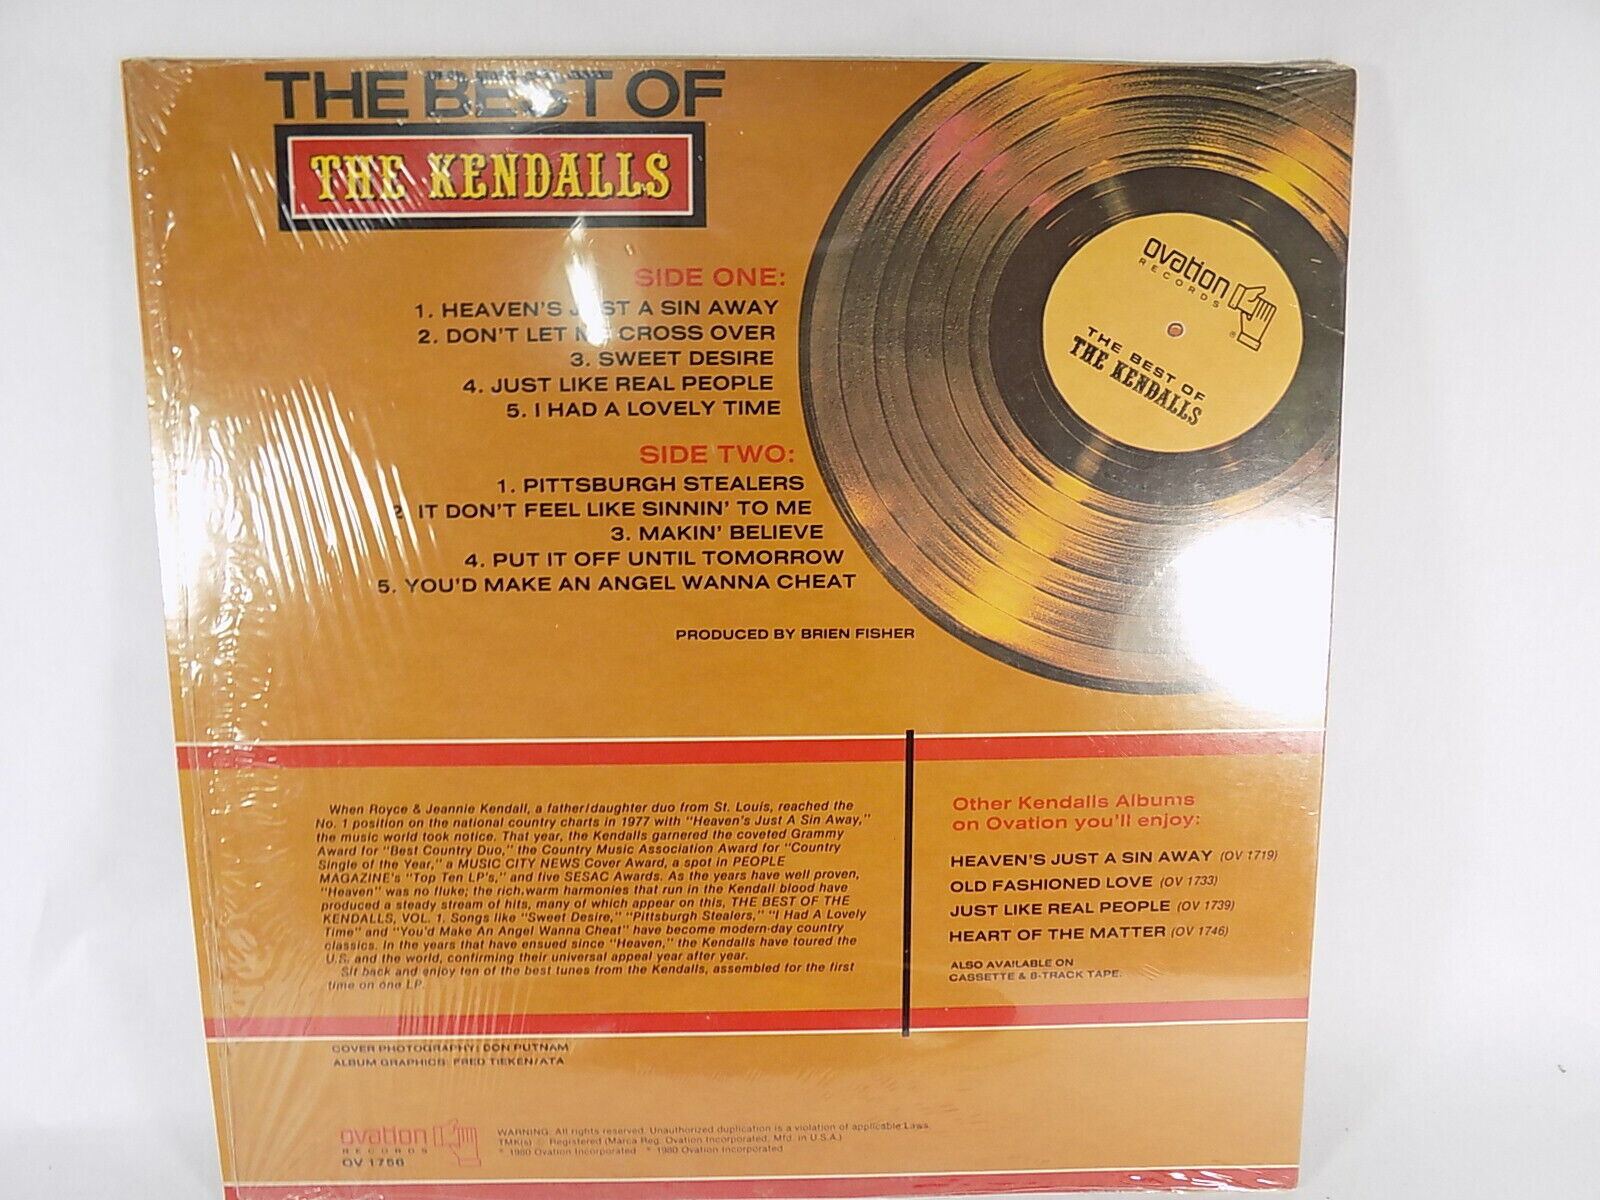 THE BEST OF
THE KENDALLS
SIDE ONE:
1. HEAVEN'S JUST A SIN AWAY
2. DON'T LET ME CROSS OVER
3. SWEET DESIRE
4. JUST LIKE REAL PEOPLE
5. I HAD A LOVELY TIME
SIDE TWO:
1. PITTSBURGH STEALERS
2. IT DON'T FEEL LIKE SINNIN' TO ME
3. MAKIN' BELIEVE
4. PUT IT OFF UNTIL TOMORROW
5. YOU'D MAKE AN ANGEL WANNA CHEAT
PRODUCED BY BRIEN FISHER
ovation
RECORDS
®
THE BEST OF
THE KENDALLS
When Royce & Jeannie Kendall, a father/daughter duo from St. Louis, reached the
No. 1 position on the national country charts in 1977 with "Heaven's Just A Sin Away,"
the music world took notice. That year, the Kendalls garnered the coveted Grammy
Award for "Best Country Duo," the Country Music Association Award for "Country
Single of the Year," a MUSIC CITY NEWS Cover Award, a spot in PEOPLE
MAGAZINE's "Top Ten LP's," and five SESAC Awards. As the years have well proven,
"Heaven" was no fluke; the rich, warm harmonies that run in the Kendall blood have
produced a steady stream of hits, many of which appear on this, THE BEST OF THE
KENDALLS, VOL. 1. Songs like "Sweet Desire," "Pittsburgh Stealers," "I Had A Lovely
Time" and "You'd Make An Angel Wanna Cheat" have become modern-day country
classics. In the years that have ensued since "Heaven," the Kendalls have toured the
U.S. and the world, confirming their universal appeal year after year.
Sit back and enjoy ten of the best tunes from the Kendalls, assembled for the first
time on one LP.
Other Kendalls Albums
on Ovation you'll enjoy:
HEAVEN'S JUST A SIN AWAY (OV 1719)
OLD FASHIONED LOVE (OV 1733)
JUST LIKE REAL PEOPLE (OV 1739)
HEART OF THE MATTER (OV 1746)
ALSO AVAILABLE ON
CASSETTE & 8-TRACK TAPE.
COVER PHOTOGRAPHY: DON PUTNAM
ALBUM GRAPHICS: FRED TIEKEN/ATA
ovation
RECORDS
OV 1756
WARNING: All rights reserved. Unauthorized duplication is a violation of applicable Laws.
TMK(s) Registered (Marca Reg. Ovation Incorporated, Mfd. in U.S.A.)
1980 Ovation Incorporated 1980 Ovation Incorporated